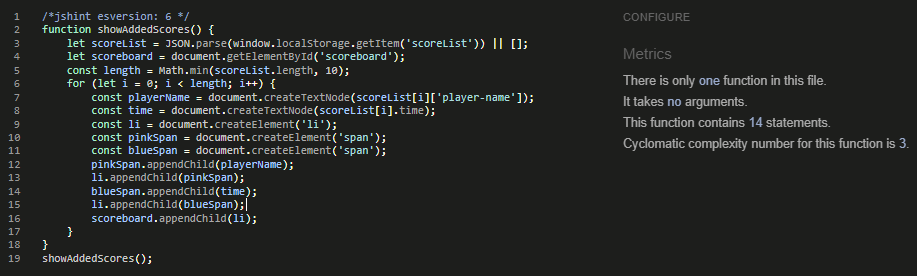 1 /*jshint esversion: 6 */
2 function showAddedScores() {
3     let scoreList = JSON.parse(window.localStorage.getItem('scoreList')) || [];
4     let scoreboard = document.getElementById('scoreboard');
5     const length = Math.min(scoreList.length, 10);
6     for (let i = 0; i < length; i++) {
7         const playerName = document.createTextNode(scoreList[i]['player-name']);
8         const time = document.createTextNode(scoreList[i].time);
9         const li = document.createElement('li');
10         const pinkSpan = document.createElement('span');
11         const blueSpan = document.createElement('span');
12         pinkSpan.appendChild(playerName);
13         li.appendChild(pinkSpan);
14         blueSpan.appendChild(time);
15         li.appendChild(blueSpan);
16         scoreboard.appendChild(li);
17     }
18 }
19 showAddedScores();
CONFIGURE
Metrics
There is only one function in this file.
It takes no arguments.
This function contains 14 statements.
Cyclomatic complexity number for this function is 3.